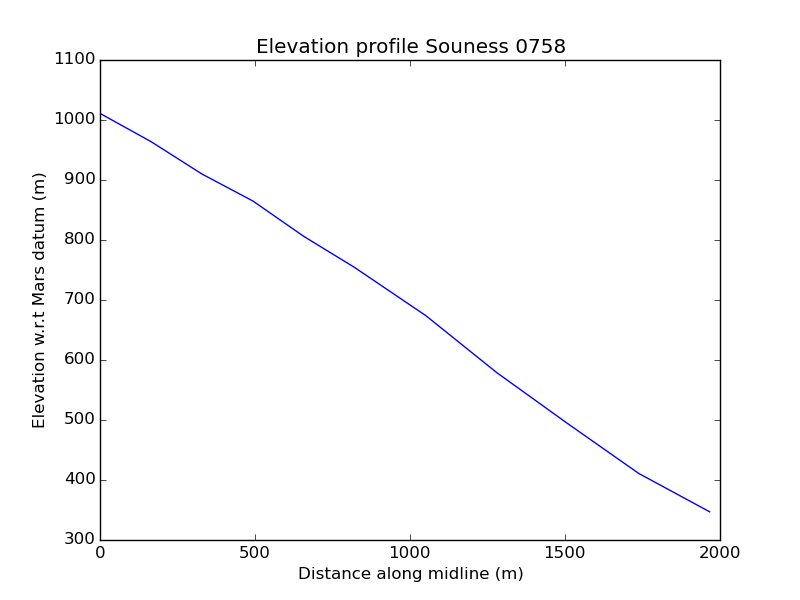 Elevation profile Souness 0758
1100
1000
900
800
700
600
500
400
300
Elevation w.r.t Mars datum (m)
0 500 1000 1500 2000
Distance along midline (m)